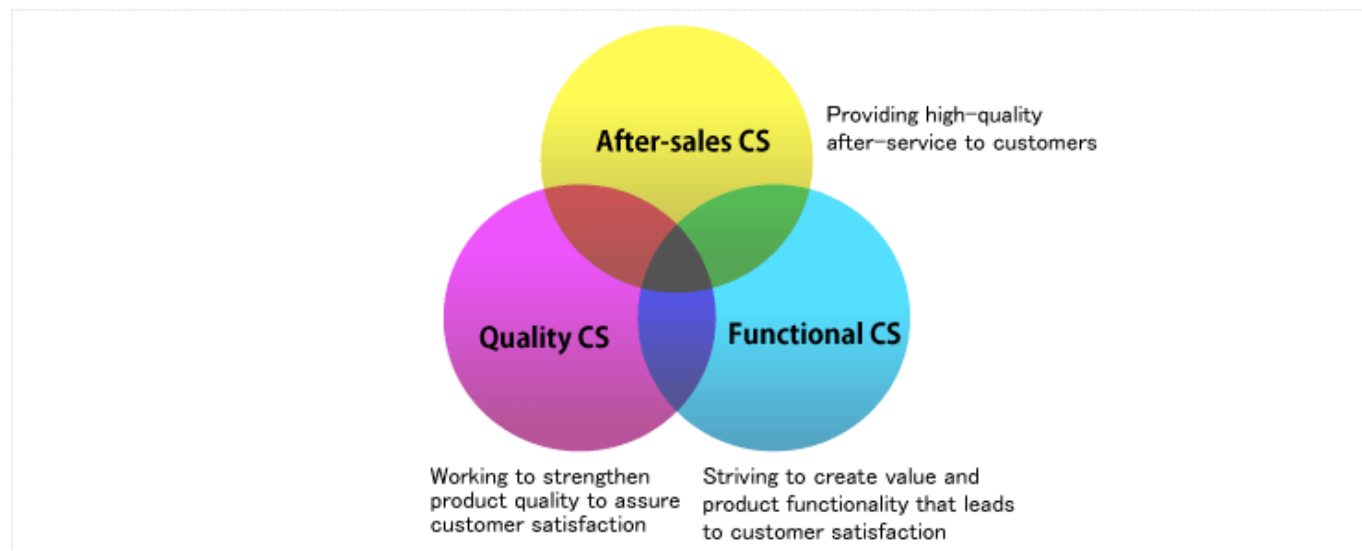 After-sales CS
Providing high-quality
after-service to customers
Quality CS
Functional CS
Working to strengthen
product quality to assure
customer satisfaction
Striving to create value and
product functionality that leads
to customer satisfaction